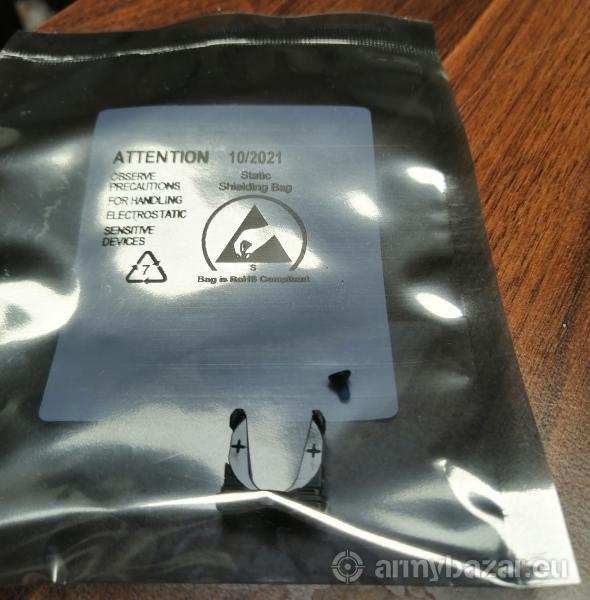 ATTENTION 10/2021
OBSERVE
PRECAUTIONS
FOR HANDLING
ELECTROSTATIC
SENSITIVE
DEVICES
7
Static
Shielding Bag
S
Bag is RoHS Compliant
+ +
armybazar.eu